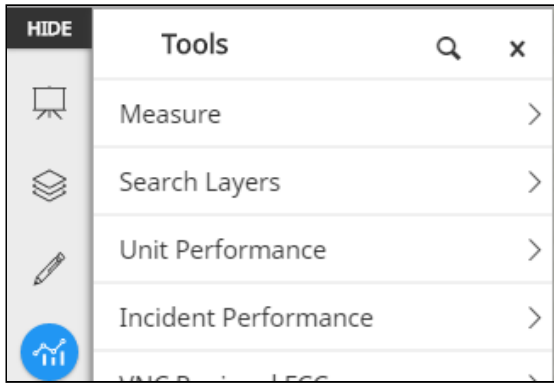 HIDE
Tools
Measure
Search Layers
Unit Performance
Incident Performance